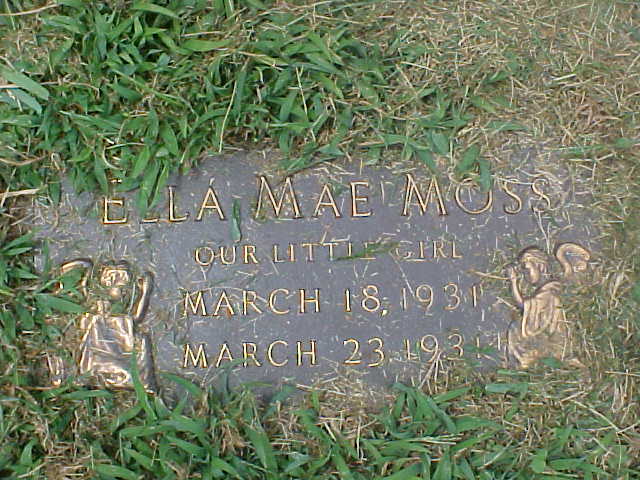 ELLA MAE MOSS
OUR LITTLE GIRL
MARCH 18, 1931
MARCH 23, 1931